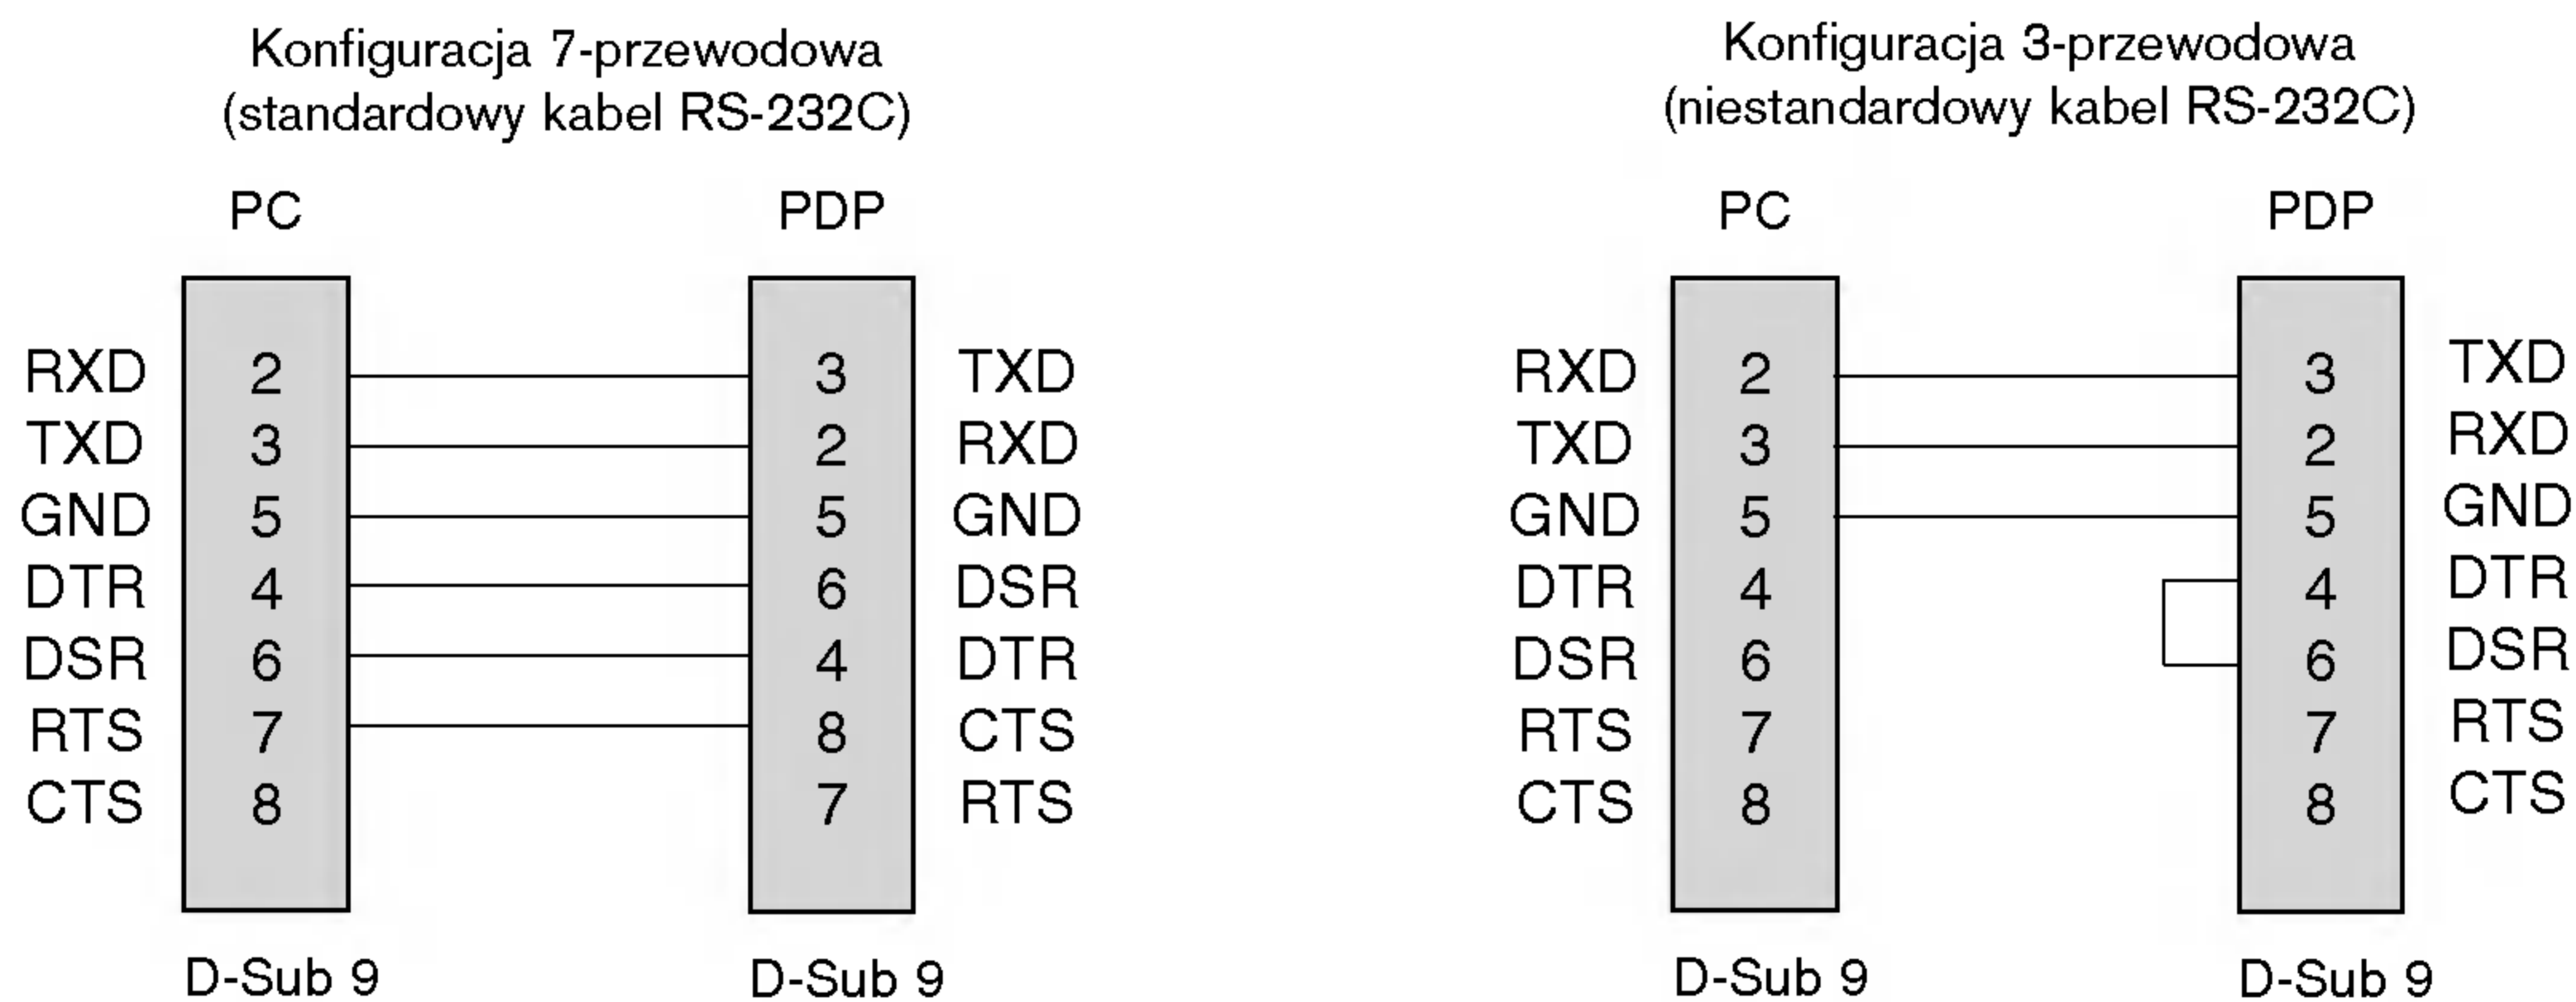 Konfiguracja 7-przewodowa
(standardowy kabel RS-232C)
PC PDP
RXD 2 3 TXD
TXD 3 2 RXD
GND 5 5 GND
DTR 4 6 DSR
DSR 6 4 DTR
RTS 7 8 CTS
CTS 8 7 RTS
D-Sub 9 D-Sub 9
Konfiguracja 3-przewodowa
(niestandardowy kabel RS-232C)
PC PDP
RXD 2 3 TXD
TXD 3 2 RXD
GND 5 5 GND
DTR 4 4 DTR
DSR 6 6 DSR
RTS 7 7 RTS
CTS 8 8 CTS
D-Sub 9 D-Sub 9